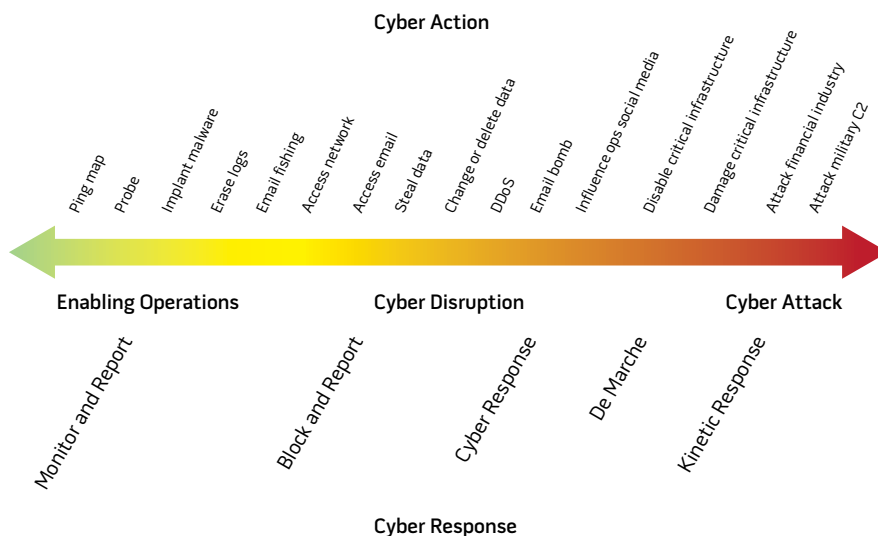 Cyber Action
Ping map
Probe
Implant malware
Erase logs
Email fishing
Access network
Access email
Steal data
Change or delete data
DDoS
Email bomb
Influence ops social media
Disable critical infrastructure
Damage critical infrastructure
Attack financial industry
Attack military C2
Enabling Operations
Cyber Disruption
Cyber Attack
Monitor and Report
Block and Report
Cyber Response
De Marche
Kinetic Response
Cyber Response